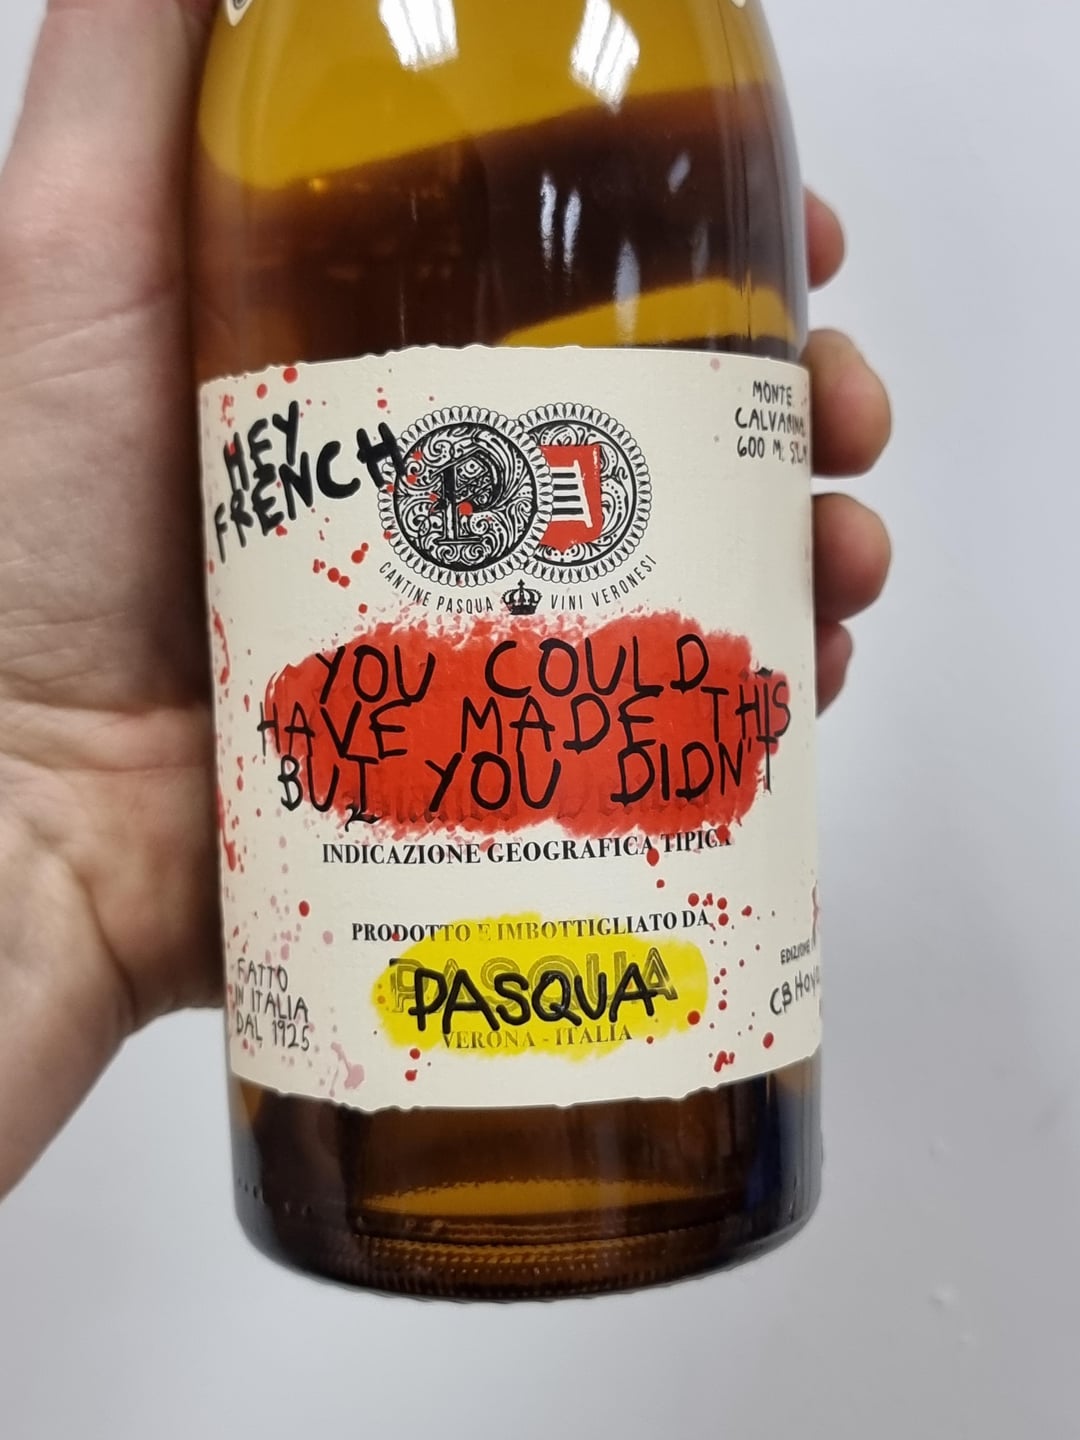 HEY
FRENCH
MONTE
CALVARINA
600 M. S.L.M
CANTINE PASQUA VINI VERONESI
YOU COULD
HAVE MADE THIS
BUT YOU DIDN'T
INDICAZIONE GEOGRAFICA TIPICA
PRODOTTO E IMBOTTIGLIATO DA
PASQUA
VERONA - ITALIA
FATTO
IN ITALIA
DAL 1925
EDIZIONE